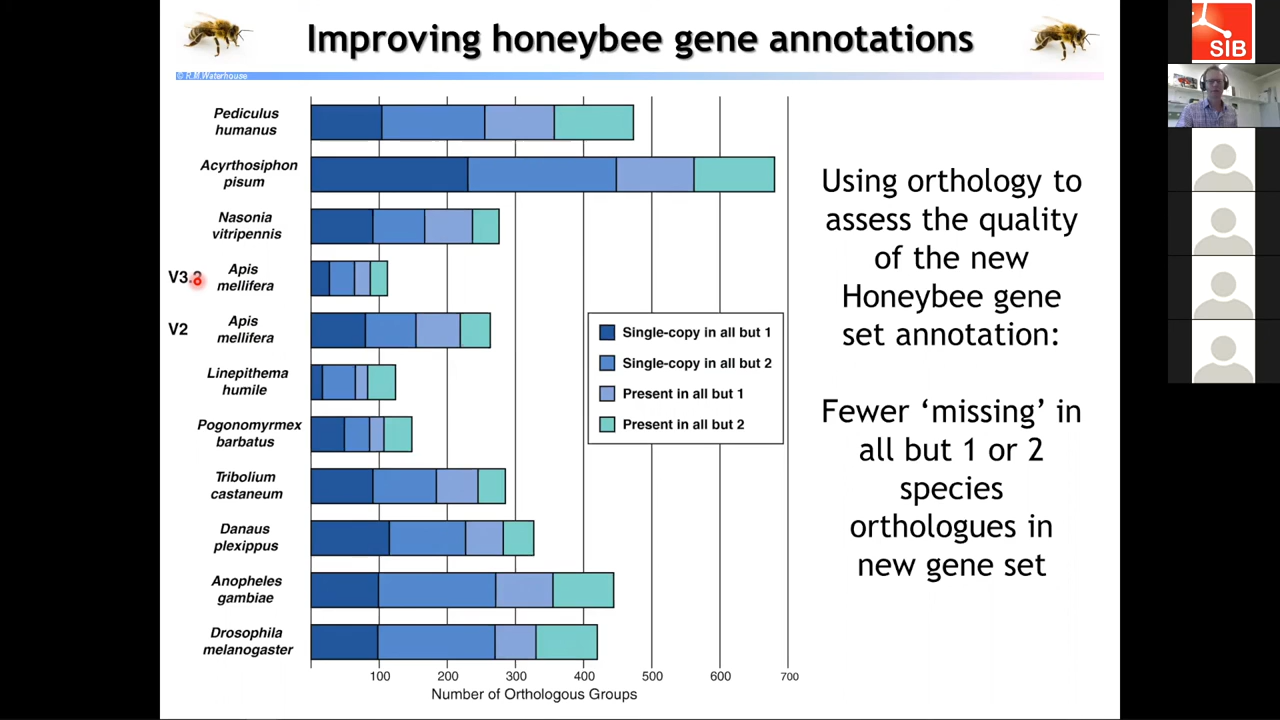 Improving honeybee gene annotations
© R.M.Waterhouse
Pediculus
humanus
Acyrthosiphon
pisum
Nasonia
vitripennis
Apis
mellifera
V2
Apis
mellifera
Linepithema
humile
Pogonomyrmex
barbatus
Tribolium
castaneum
Danaus
plexippus
Anopheles
gambiae
Drosophila
melanogaster
100 200 300 400 500 600 700
Number of Orthologous Groups
Single-copy in all but 1
Single-copy in all but 2
Present in all but 1
Present in all but 2
Using orthology to
assess the quality
of the new
Honeybee gene
set annotation:
Fewer ‘missing’ in
all but 1 or 2
species
orthologues in
new gene set
SIB